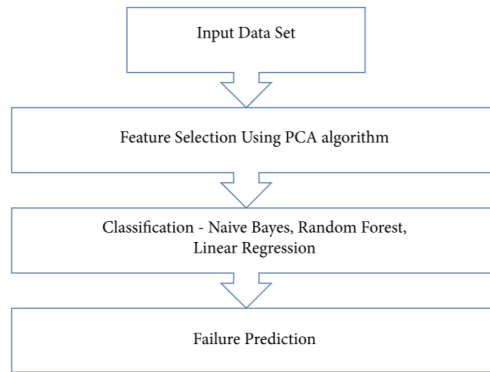 Input Data Set
Feature Selection Using PCA algorithm
Classification - Naive Bayes, Random Forest,
Linear Regression
Failure Prediction